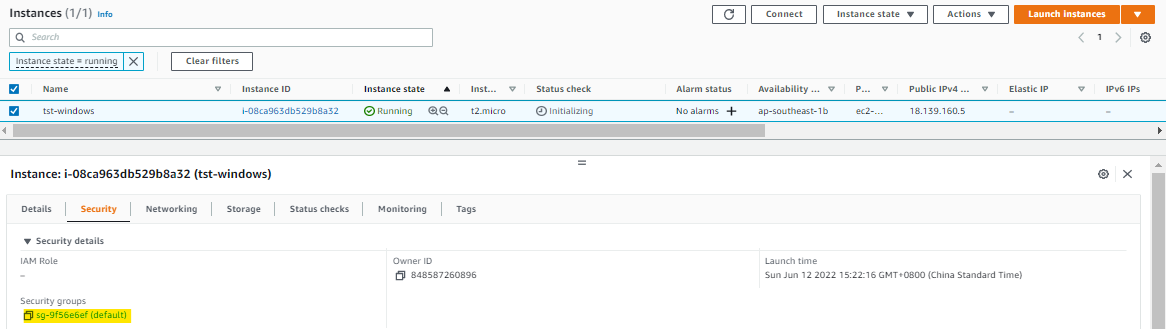 Instances (1/1) Info
Connect Instance state Actions Launch instances
Search
1
Instance state = running Clear filters
Name Instance ID Instance state Inst... Status check Alarm status Availability ... P... Public IPv4 ... Elastic IP IPv6 IPs
tst-windows i-08ca963db529b8a32 Running t2.micro Initializing No alarms + ap-southeast-1b ec2-... 18.139.160.5 – –
Instance: i-08ca963db529b8a32 (tst-windows)
Details Security Networking Storage Status checks Monitoring Tags
Security details
IAM Role Owner ID Launch time
– 848587260896 Sun Jun 12 2022 15:22:16 GMT+0800 (China Standard Time)
Security groups
sg-9f56e6ef (default)